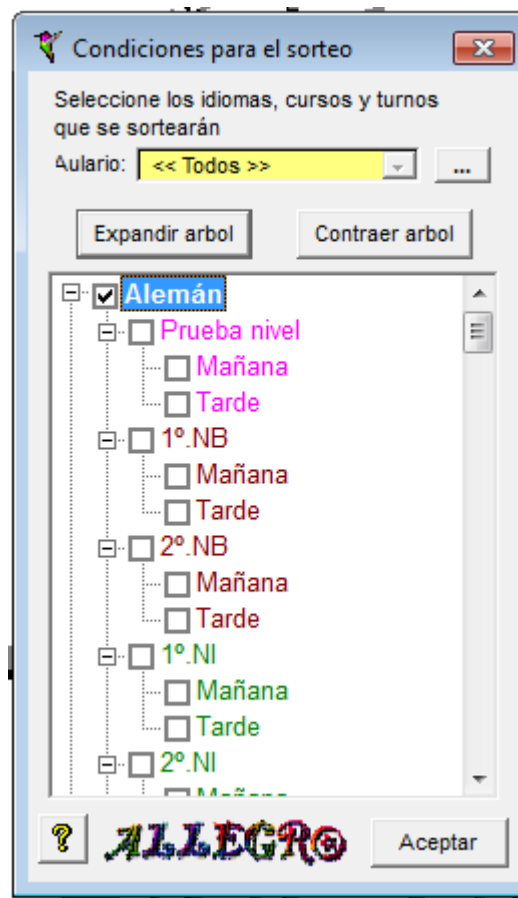 Condiciones para el sorteo
Seleccione los idiomas, cursos y turnos
que se sortearán
Aulario: << Todos >> ...
Expandir arbol Contraer arbol
Alemán
Prueba nivel
Mañana
Tarde
1º.NB
Mañana
Tarde
2º.NB
Mañana
Tarde
1º.NI
Mañana
Tarde
2º.NI
Mañana
? ALLEGRO Aceptar